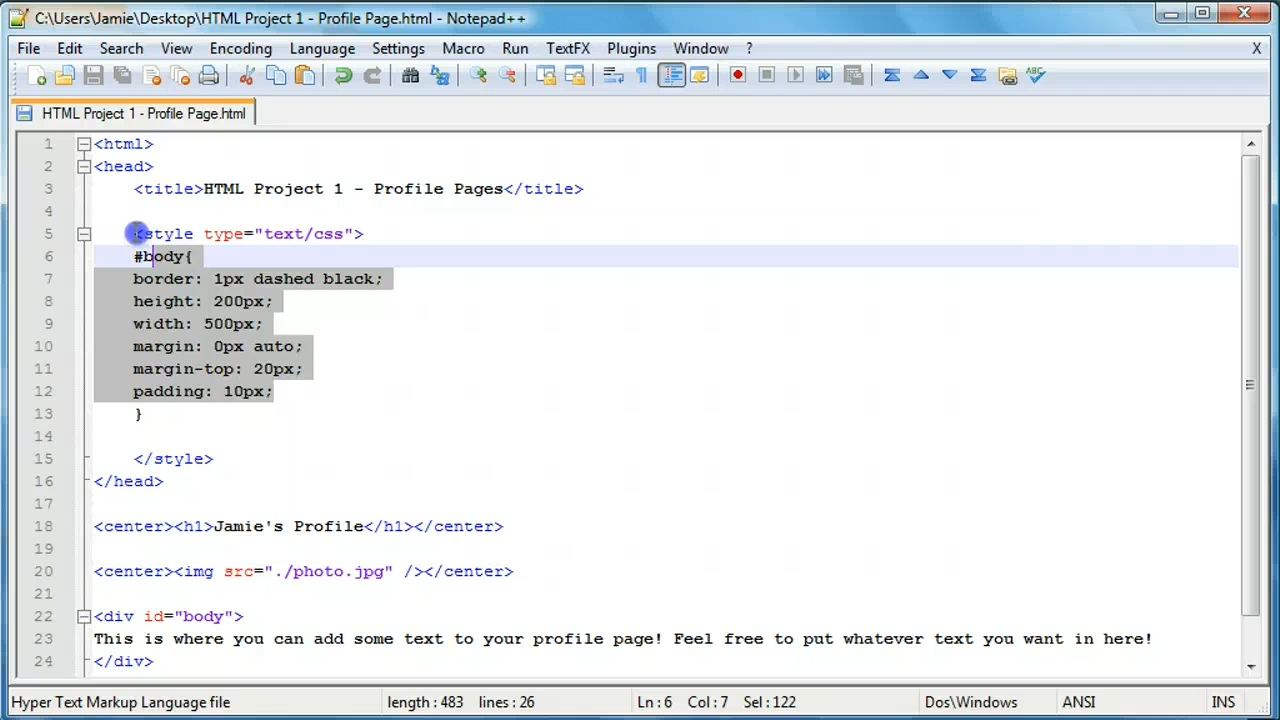 C:\Users\Jamie\Desktop\HTML Project 1 - Profile Page.html - Notepad++
File Edit Search View Encoding Language Settings Macro Run TextFX Plugins Window ? X
HTML Project 1 - Profile Page.html
1 <html>
2 <head>
3 <title>HTML Project 1 - Profile Pages</title>
4
5 <style type="text/css">
6 #body{
7 border: 1px dashed black;
8 height: 200px;
9 width: 500px;
10 margin: 0px auto;
11 margin-top: 20px;
12 padding: 10px;
13 }
14
15 </style>
16 </head>
17
18 <center><h1>Jamie's Profile</h1></center>
19
20 <center><img src="./photo.jpg" /></center>
21
22 <div id="body">
23 This is where you can add some text to your profile page! Feel free to put whatever text you want in here!
24 </div>
Hyper Text Markup Language file length : 483 lines : 26 Ln : 6 Col : 7 Sel : 122 Dos\Windows ANSI INS